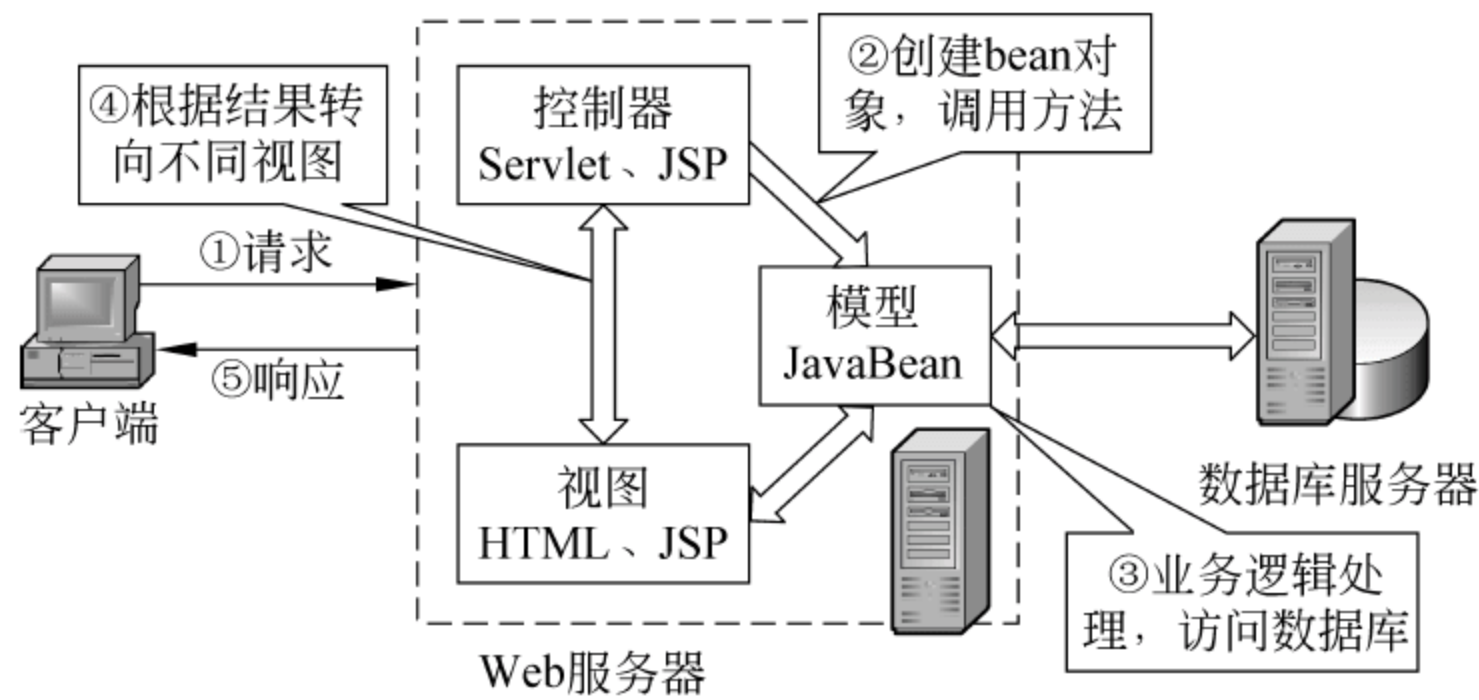 ②创建bean对
象，调用方法
④根据结果转
向不同视图
控制器
Servlet、JSP
①请求
模型
JavaBean
⑤响应
客户端
视图
HTML、JSP
数据库服务器
③业务逻辑处
理，访问数据库
Web服务器